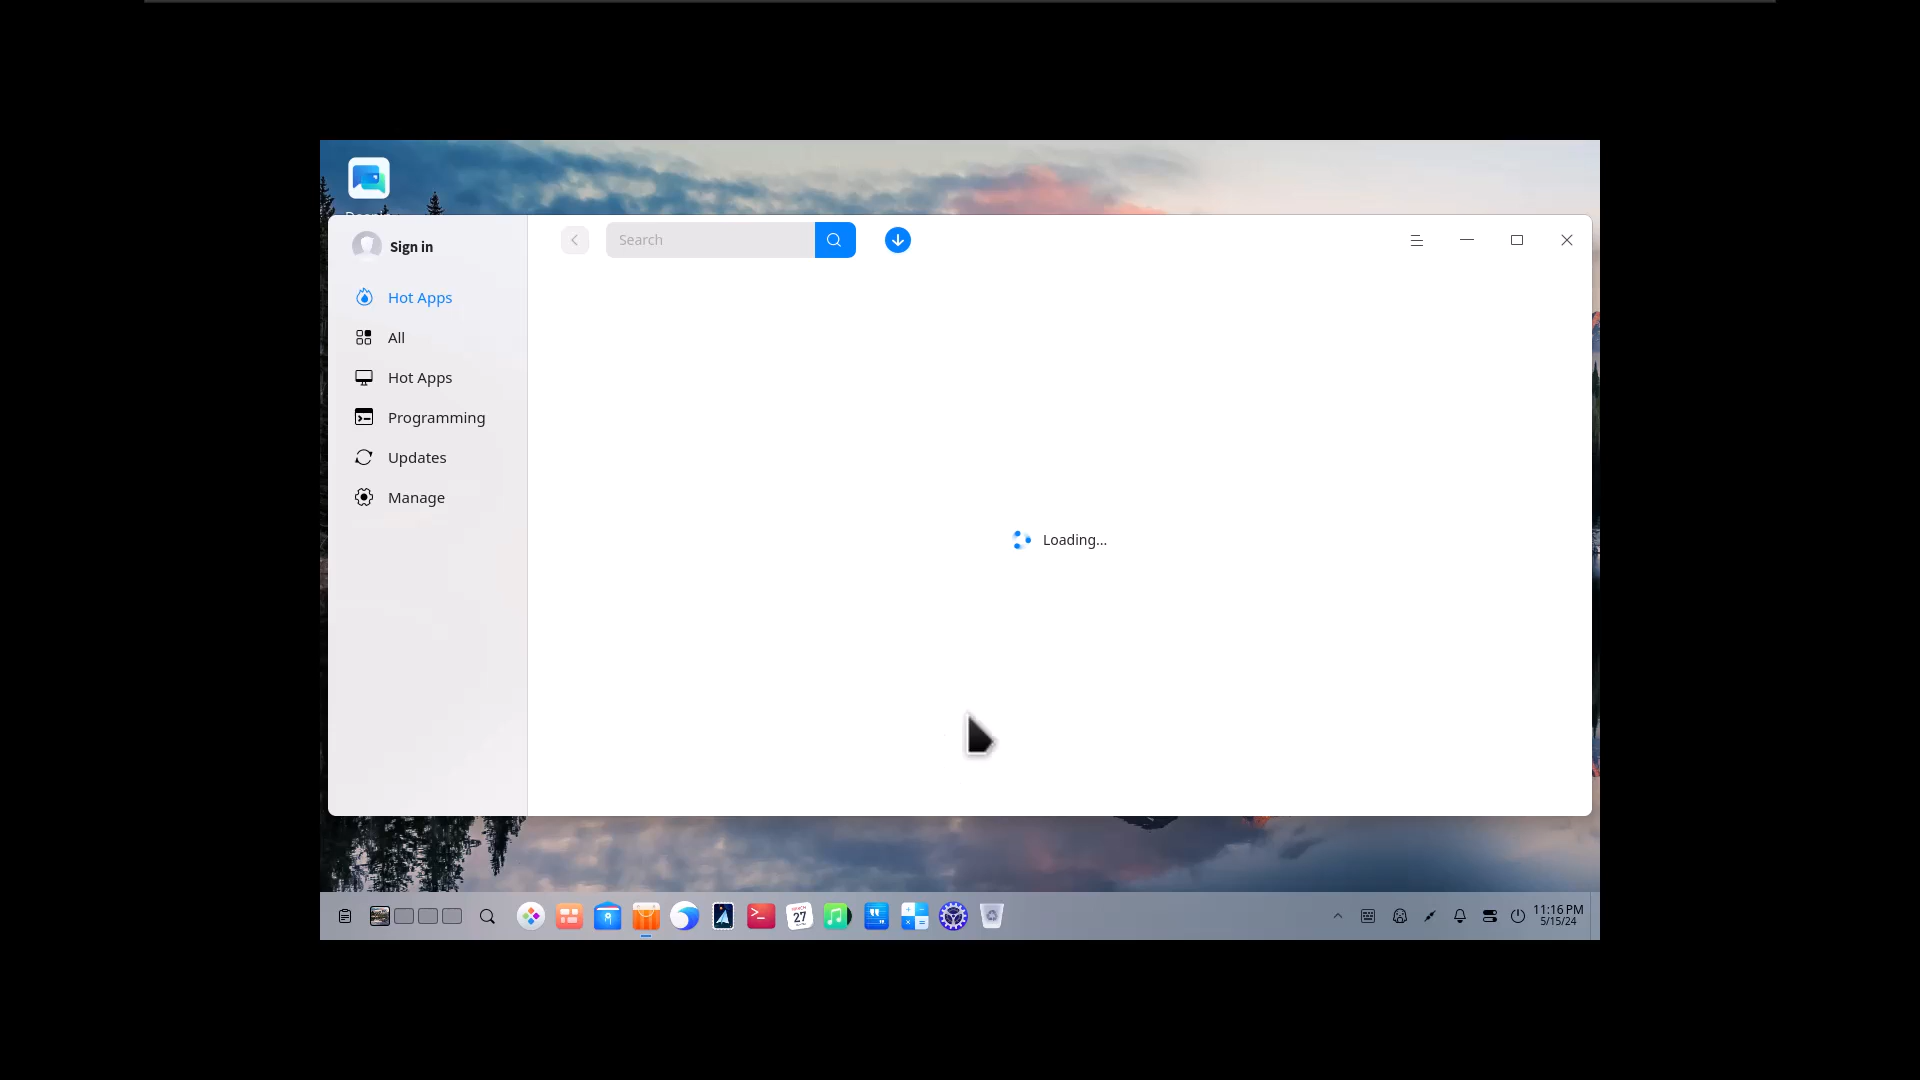 Sign in
Search
Hot Apps
All
Hot Apps
Programming
Updates
Manage
Loading...
27
11:16 PM
5/15/24